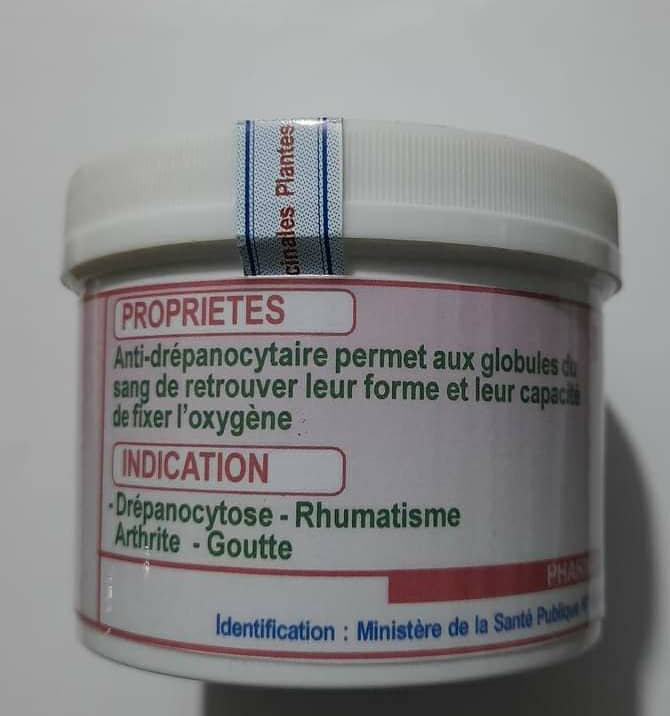 cinales Plantes
PROPRIETES
Anti-drépanocytaire permet aux globules du
sang de retrouver leur forme et leur capacité
de fixer l'oxygène
INDICATION
- Drépanocytose - Rhumatisme
Arthrite - Goutte
Identification : Ministère de la Santé Publique